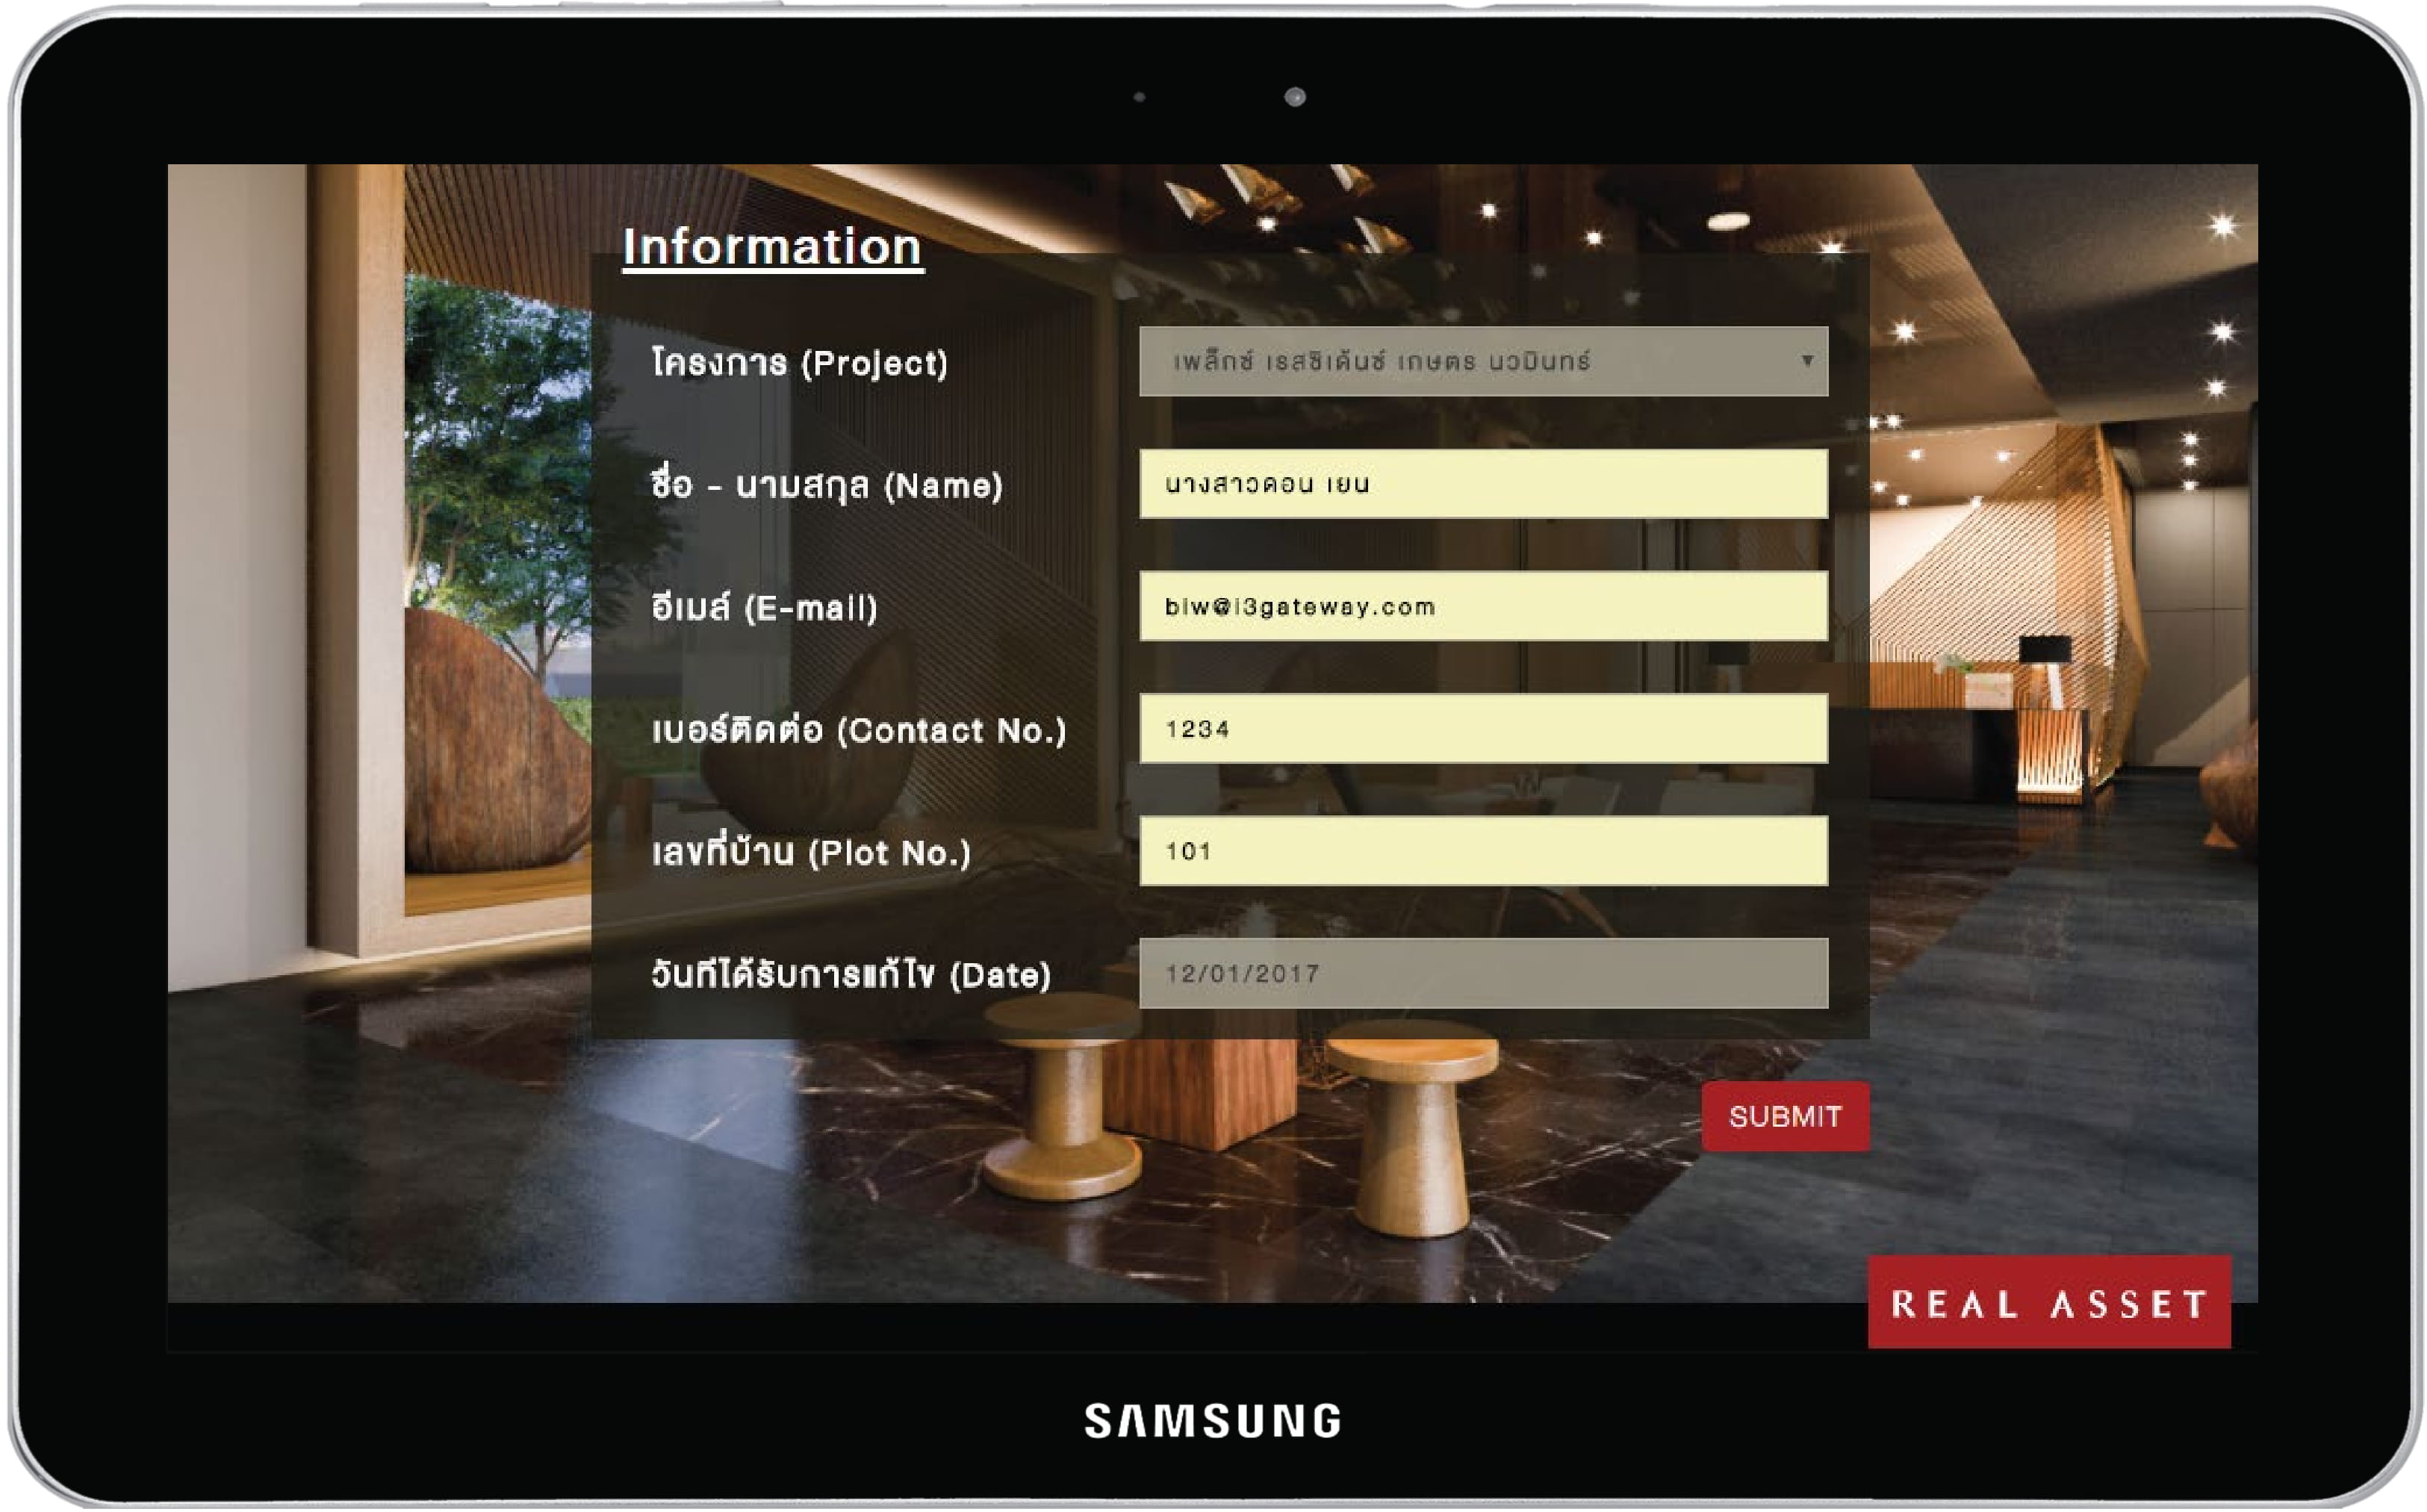 Information
โครงการ (Project)
เพล็กซ์ เรสซิเด้นซ์ เกษตร นวมินทร์
ชื่อ - นามสกุล (Name)
นางสาวคอน เยน
อีเมล์ (E-mail)
biw@i3gateway.com
เบอร์ติดต่อ (Contact No.)
1234
เลขที่บ้าน (Plot No.)
101
วันที่ได้รับการแก้ไข (Date)
12/01/2017
SUBMIT
REAL ASSET
SAMSUNG